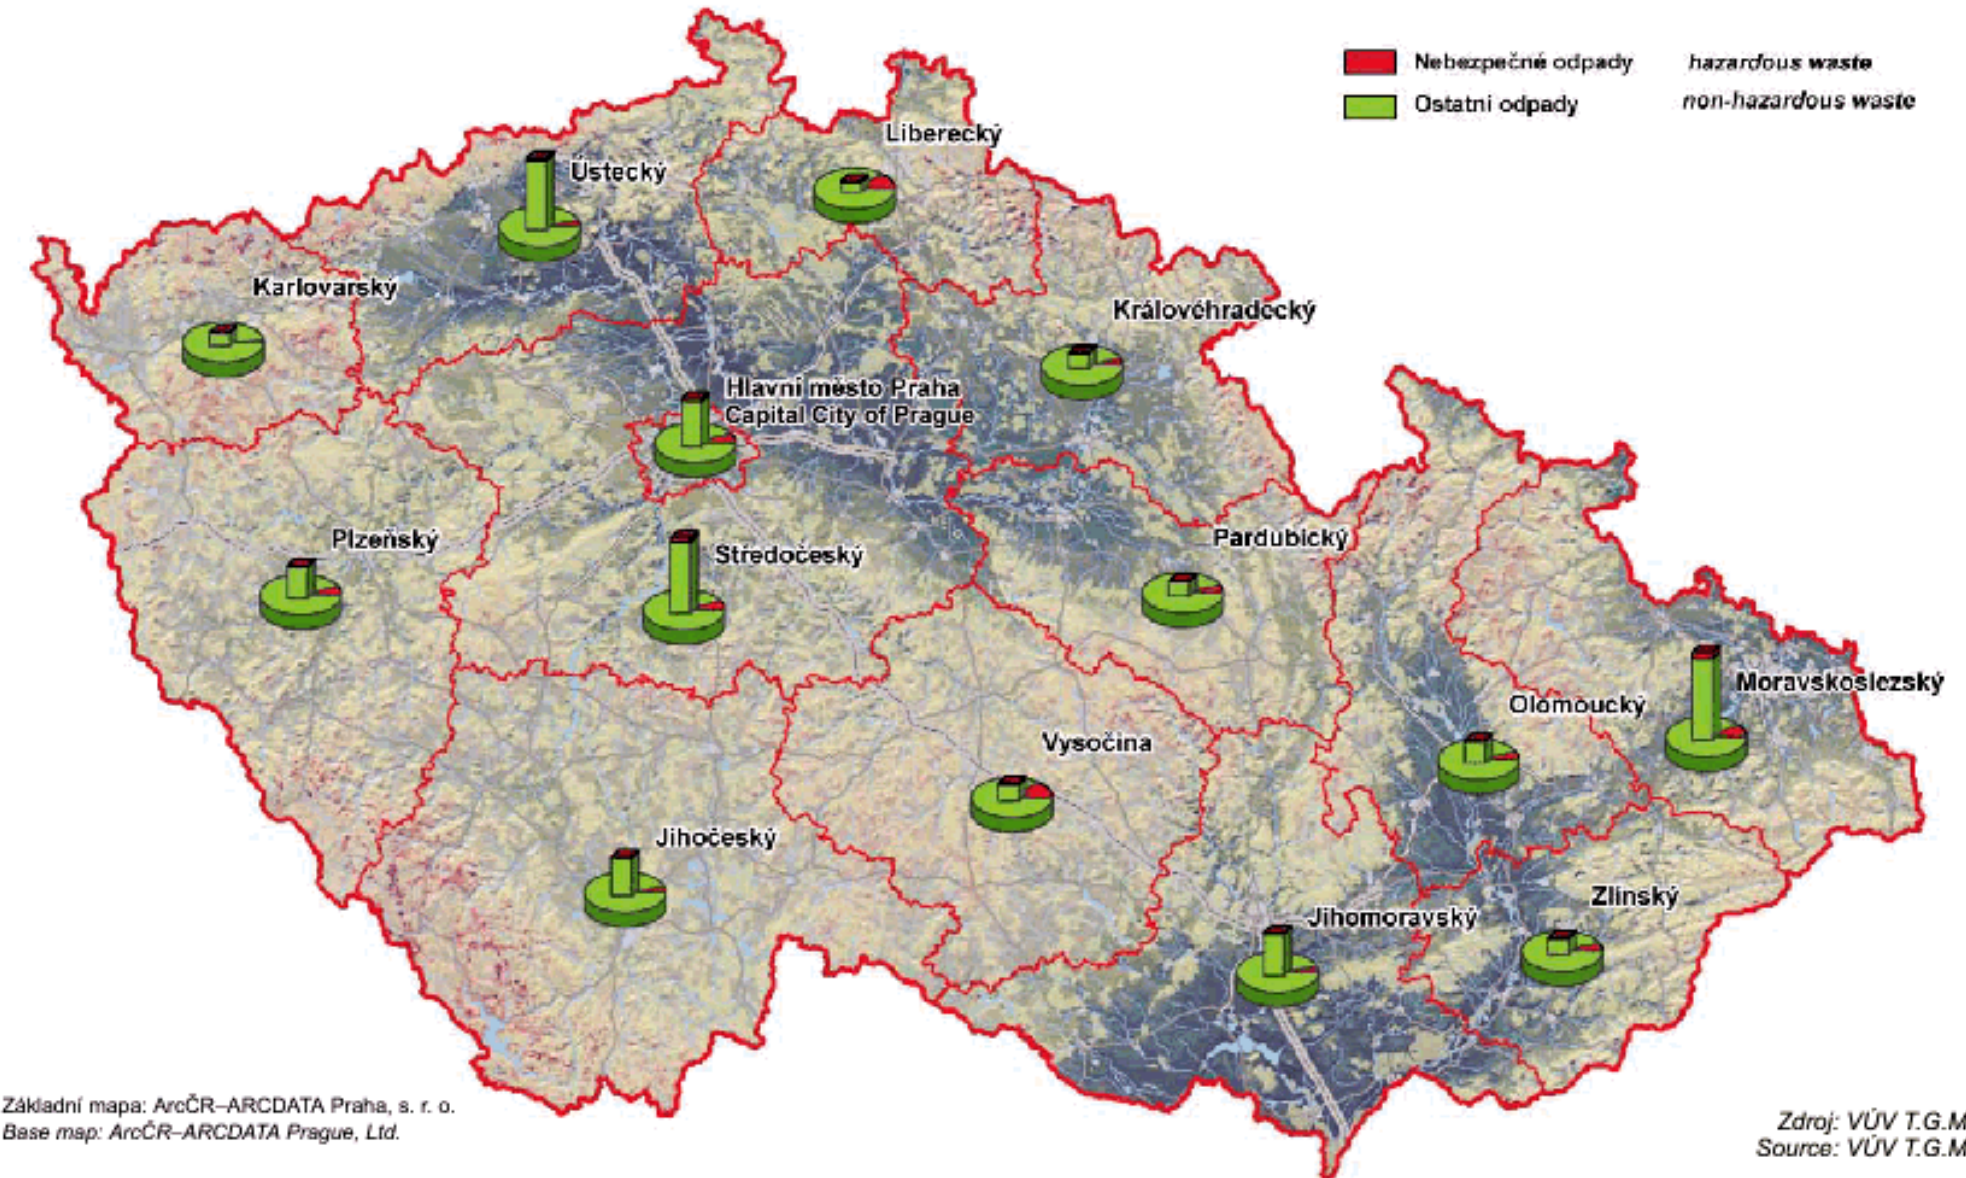 Nebezpečné odpady hazardous waste
Ostatní odpady non-hazardous waste
Liberecký
Ústecký
Karlovarský
Královéhradecký
Hlavní město Praha
Capital City of Prague
Plzeňský
Středočeský
Pardubický
Moravskoslezský
Olomoucký
Vysočina
Jihočeský
Zlínský
Jihomoravský
Základní mapa: ArcČR–ARCDATA Praha, s. r. o.
Base map: ArcČR–ARCDATA Prague, Ltd.
Zdroj: VÚV T.G.M
Source: VÚV T.G.M